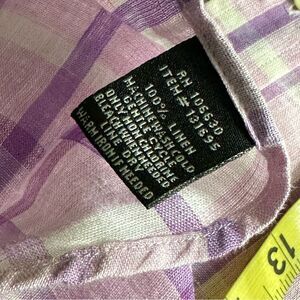 RN 106630
ITEM# 131695
100% LINEN
MACHINE WASH COLD
GENTLE CYCLE
ONLY NON-CHLORINE
BLEACH WHEN NEEDED
LINE DRY
WARM IRON IF NEEDED
13